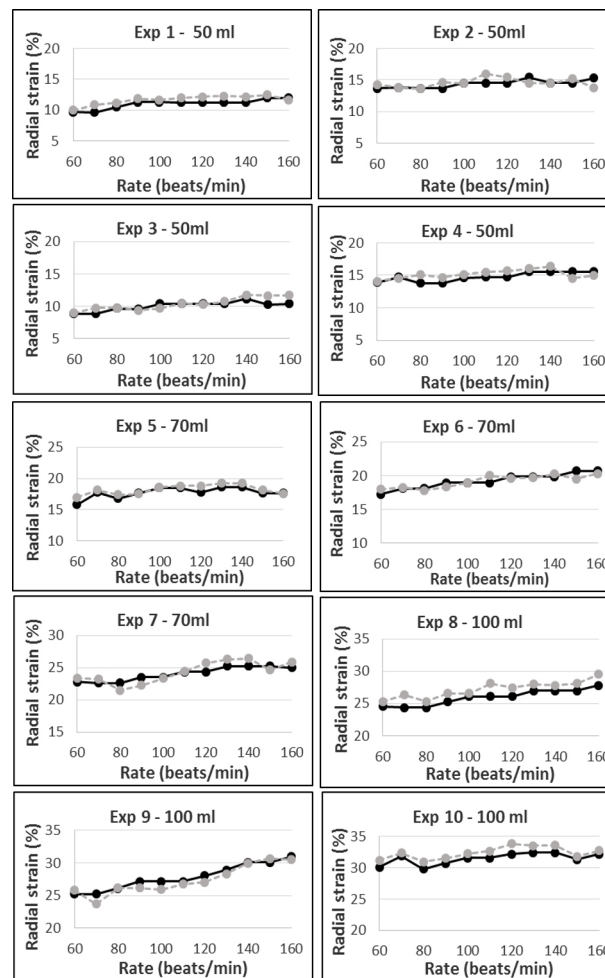 Exp 1 - 50 ml
Radial strain (%)
20
15
10
5
60 80 100 120 140 160
Rate (beats/min)
Exp 2 - 50ml
Radial strain (%)
20
15
10
5
60 80 100 120 140 160
Rate (beats/min)
Exp 3 - 50ml
Radial strain (%)
20
15
10
5
60 80 100 120 140 160
Rate (beats/min)
Exp 4 - 50ml
Radial strain (%)
20
15
10
5
60 80 100 120 140 160
Rate (beats/min)
Exp 5 - 70ml
Radial strain (%)
25
20
15
10
60 80 100 120 140 160
Rate (beats/min)
Exp 6 - 70ml
Radial strain (%)
25
20
15
10
60 80 100 120 140 160
Rate (beats/min)
Exp 7 - 70ml
Radial strain (%)
30
25
20
15
60 80 100 120 140 160
Rate (beats/min)
Exp 8 - 100 ml
Radial strain (%)
35
30
25
20
60 80 100 120 140 160
Rate (beats/min)
Exp 9 - 100 ml
Radial strain (%)
35
30
25
20
60 80 100 120 140 160
Rate (beats/min)
Exp 10 - 100 ml
Radial strain (%)
35
30
25
20
60 80 100 120 140 160
Rate (beats/min)